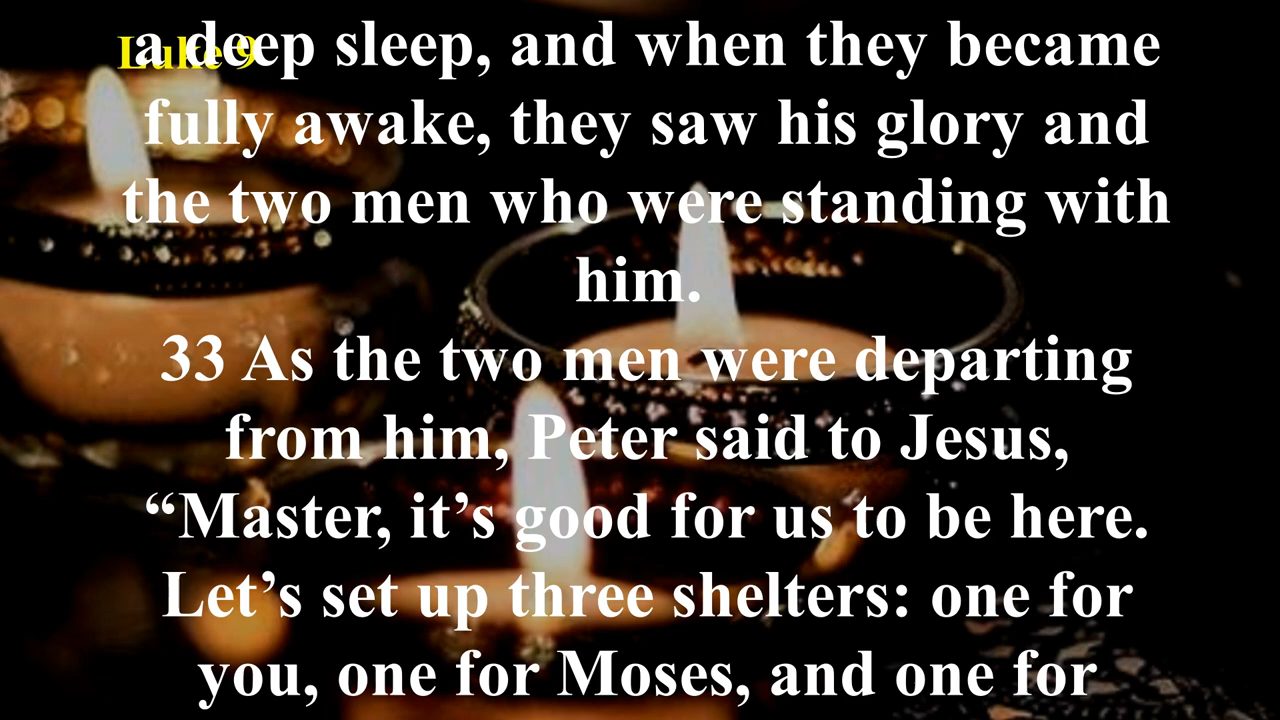 Luke 9
a deep sleep, and when they became
fully awake, they saw his glory and
the two men who were standing with
him.
33 As the two men were departing
from him, Peter said to Jesus,
“Master, it’s good for us to be here.
Let’s set up three shelters: one for
you, one for Moses, and one for